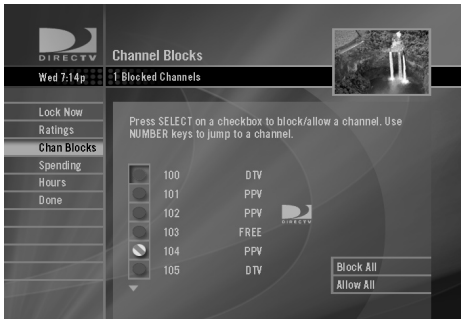 DIRECTV
Channel Blocks
Wed 7:14p
1 Blocked Channels
Lock Now
Ratings
Chan Blocks
Spending
Hours
Done
Press SELECT on a checkbox to block/allow a channel. Use
NUMBER keys to jump to a channel.
100 DTV
101 PPV
102 PPV
DIRECTV
103 FREE
104 PPV
105 DTV
Block All
Allow All